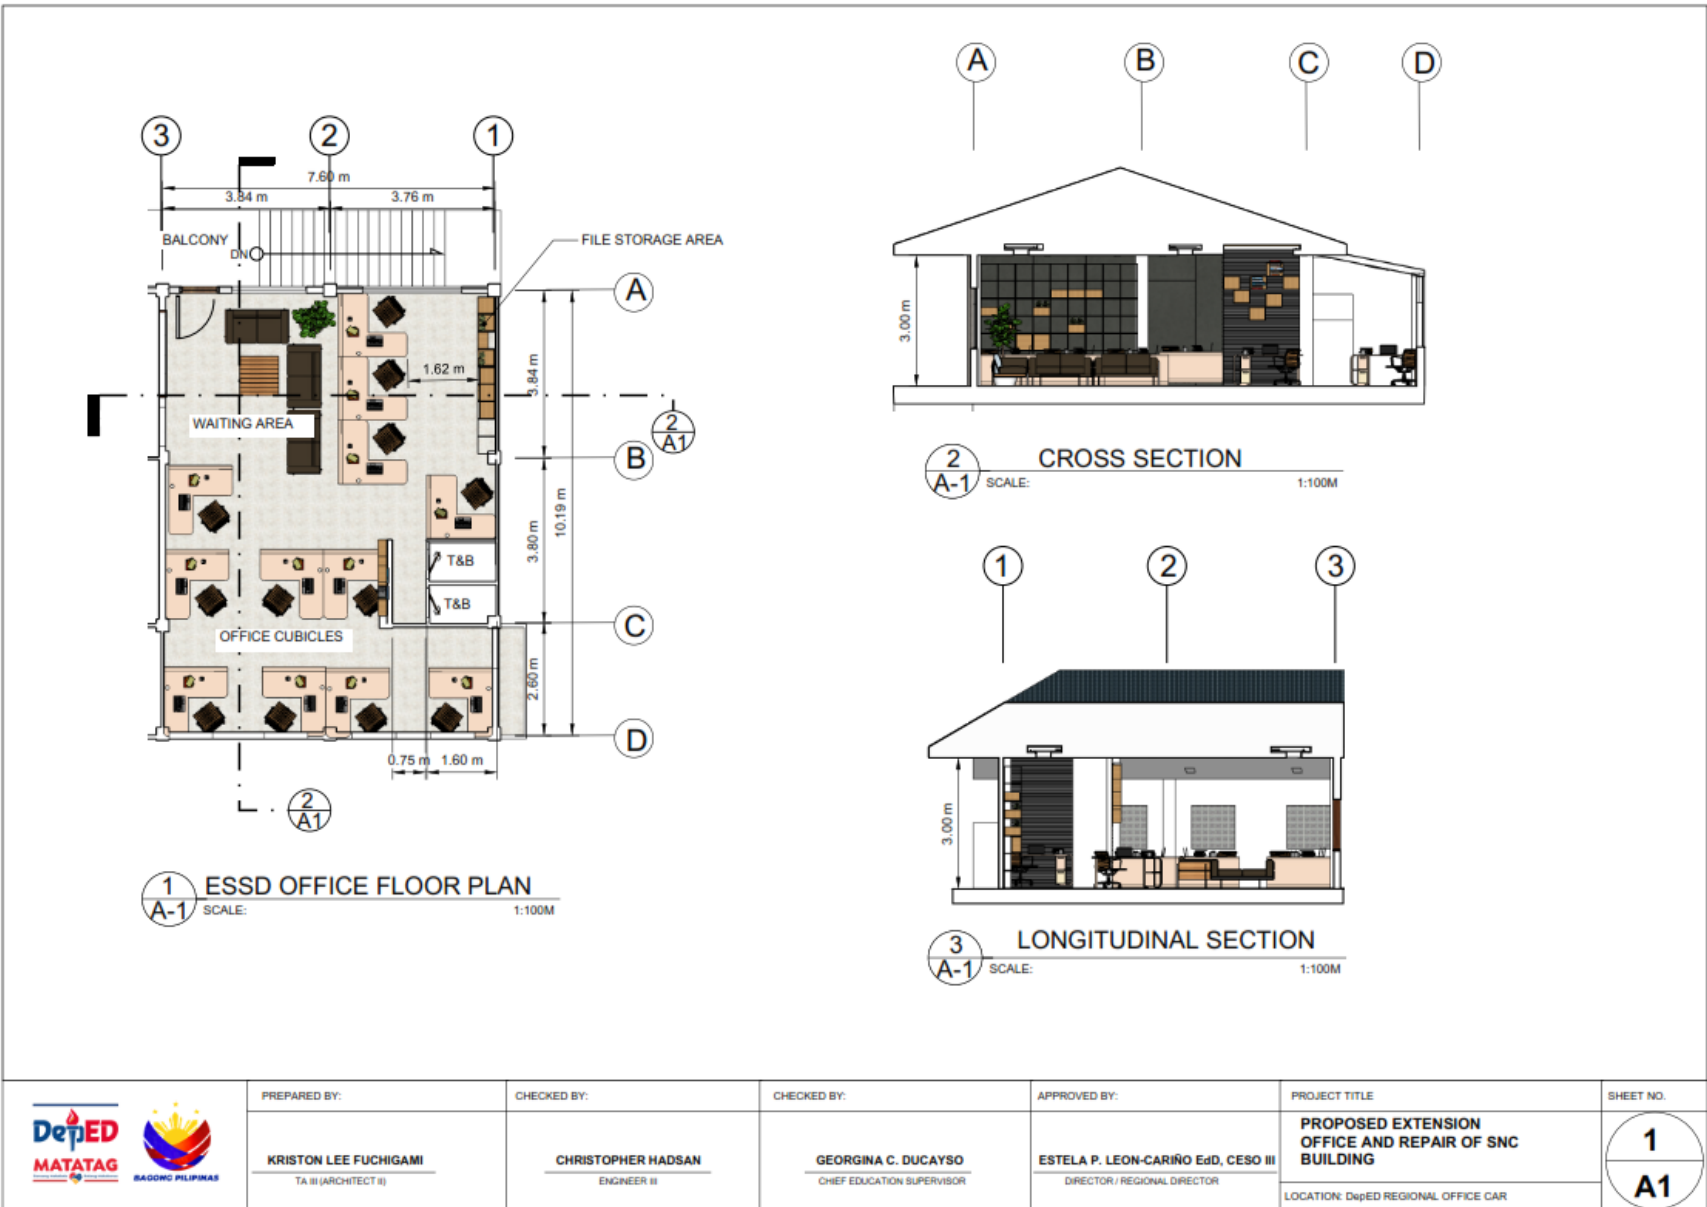 3
2
1
7.60 m
3.84 m
3.76 m
BALCONY
DN
FILE STORAGE AREA
A
1.62 m
3.84 m
WAITING AREA
2
A1
B
10.19 m
3.80 m
T&B
T&B
OFFICE CUBICLES
C
2.60 m
D
0.75 m
1.60 m
2
A1
1
A-1
ESSD OFFICE FLOOR PLAN
SCALE:
1:100M
A
B
C
D
3.00 m
2
A-1
CROSS SECTION
SCALE:
1:100M
1
2
3
3.00 m
3
A-1
LONGITUDINAL SECTION
SCALE:
1:100M
DepED
MATATAG
BAGONG PILIPINAS
PREPARED BY:
KRISTON LEE FUCHIGAMI
TA III (ARCHITECT II)
CHECKED BY:
CHRISTOPHER HADSAN
ENGINEER III
CHECKED BY:
GEORGINA C. DUCAYSO
CHIEF EDUCATION SUPERVISOR
APPROVED BY:
ESTELA P. LEON-CARIÑO EdD, CESO III
DIRECTOR / REGIONAL DIRECTOR
PROJECT TITLE
PROPOSED EXTENSION
OFFICE AND REPAIR OF SNC
BUILDING
LOCATION: DepED REGIONAL OFFICE CAR
SHEET NO.
1
A1